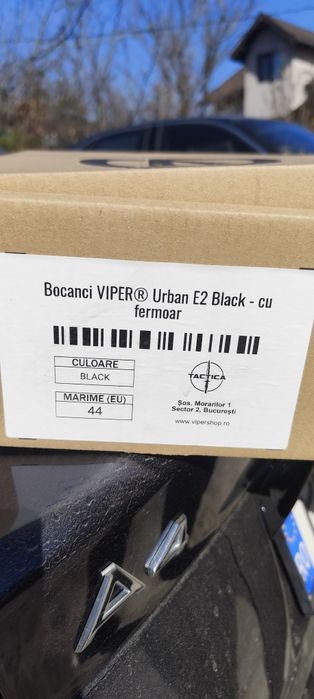 Bocanci VIPER® Urban E2 Black - cu
fermoar
CULOARE
BLACK
MARIME (EU)
44
TACTICA
Șos. Morarilor 1
Sector 2, București
www.vipershop.ro